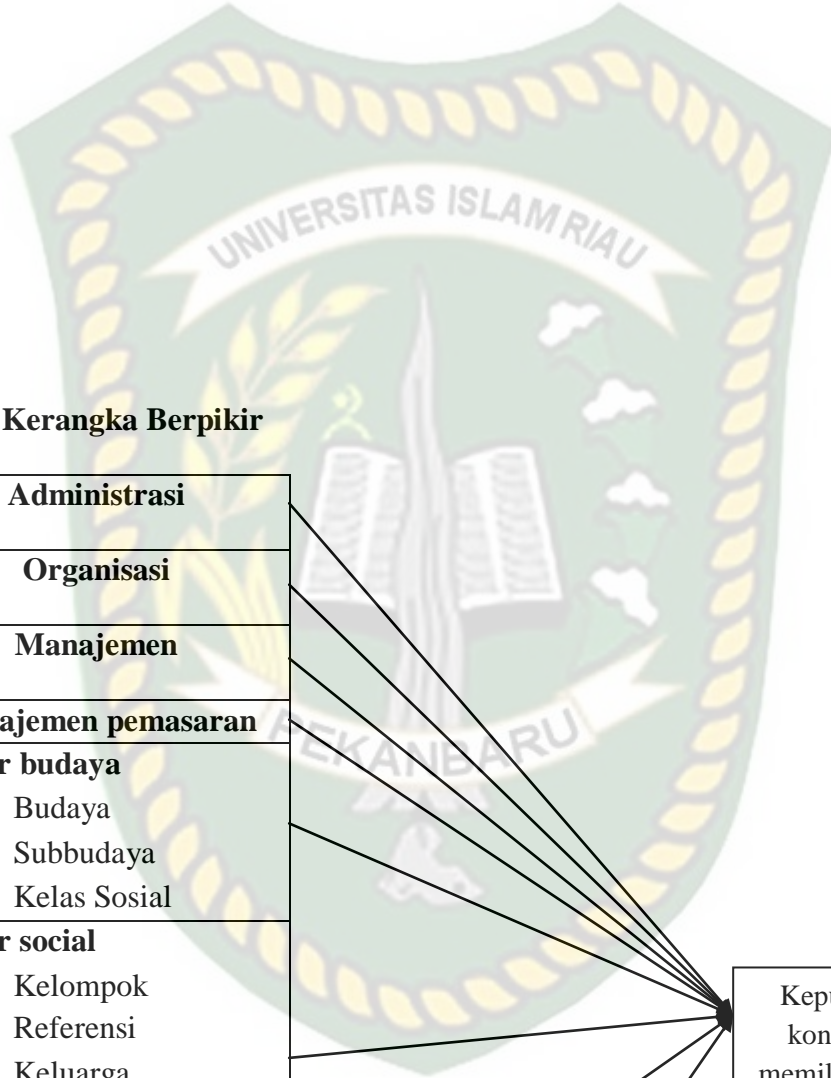 UNIVERSITAS ISLAM RIAU
Kerangka Berpikir
Administrasi
Organisasi
Manajemen
ajemen pemasaran
PEKANBARU
r budaya
Budaya
Subbudaya
Kelas Sosial
r social
Kelompok
Referensi
Keluarga
Kepu
kon
memil